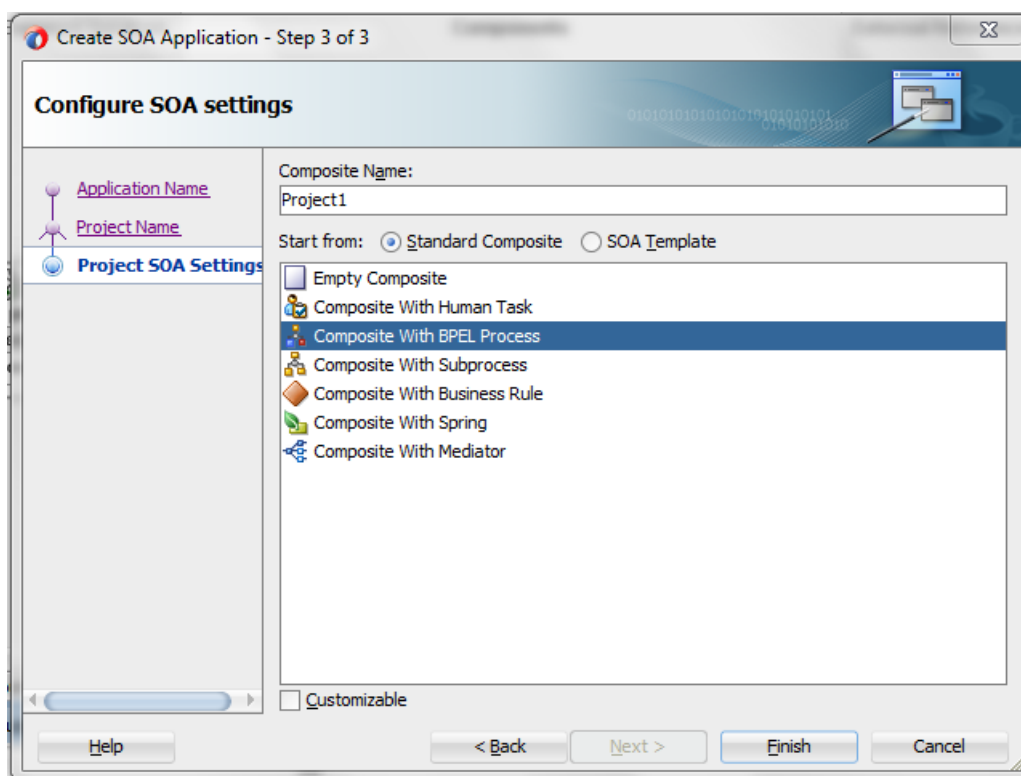 Create SOA Application - Step 3 of 3
Configure SOA settings
Application Name
Project Name
Project SOA Settings
Composite Name:
Project1
Start from: Standard Composite SOA Template
Empty Composite
Composite With Human Task
Composite With BPEL Process
Composite With Subprocess
Composite With Business Rule
Composite With Spring
Composite With Mediator
Customizable
Help
< Back
Next >
Finish
Cancel